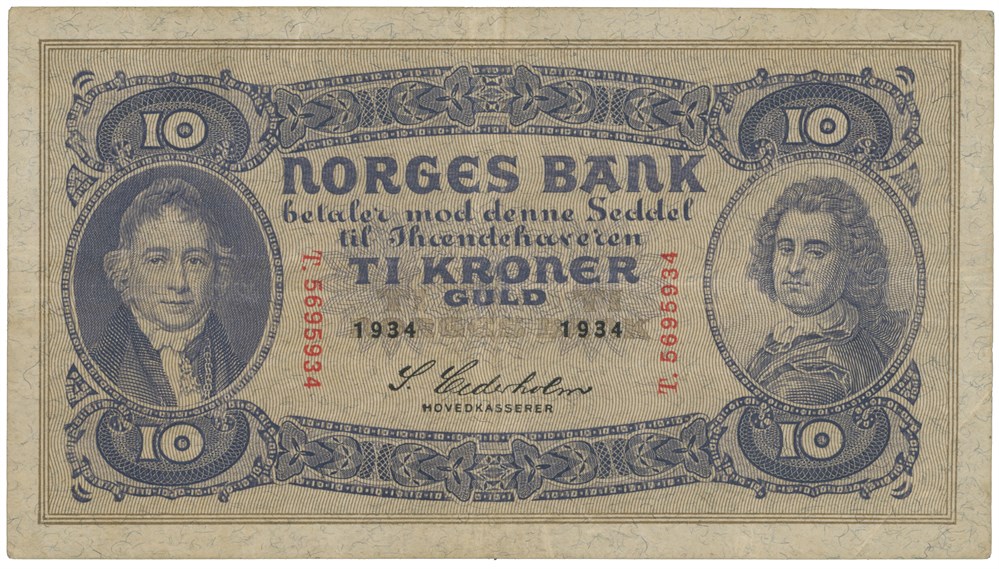 10 10
NORGES BANK
betaler mod denne Seddel
til Ihændehaveren
TI KRONER
GULD
T. 5695934
T. 5695934
1934 1934
S. Cederholm
HOVEDKASSERER
10 10